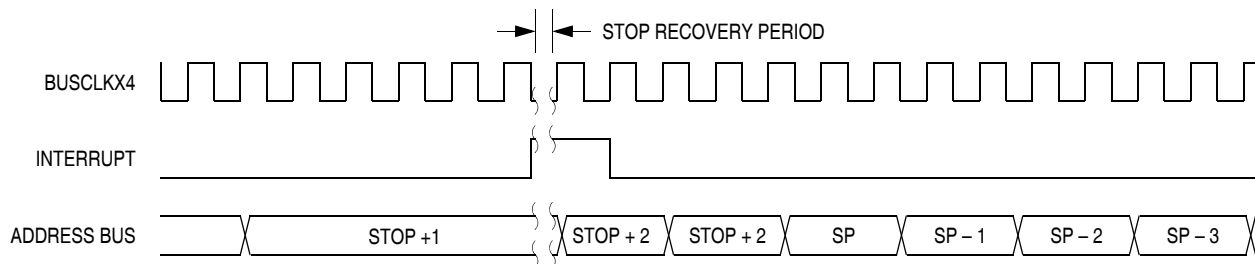 STOP RECOVERY PERIOD
BUSCLKX4
INTERRUPT
ADDRESS BUS STOP +1 STOP + 2 STOP + 2 SP SP – 1 SP – 2 SP – 3